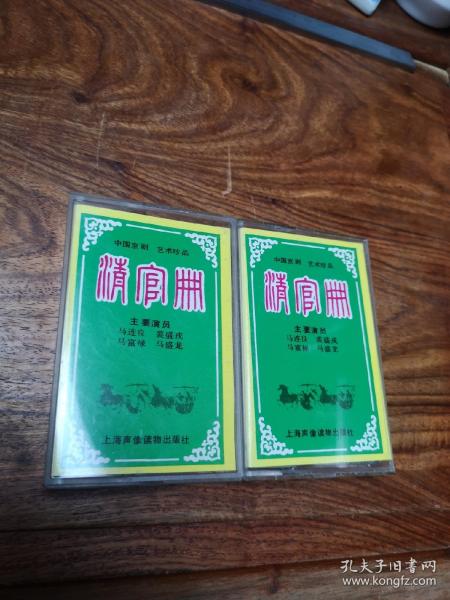 中国京剧 艺术珍品
清官册
主要演员
马连良 裘盛戎
马富禄 马盛龙
上海声像读物出版社
中国京剧 艺术珍品
清官册
主要演员
马连良 裘盛戎
马富禄 马盛龙
上海声像读物出版社
孔夫子旧书网
www.kongfz.com